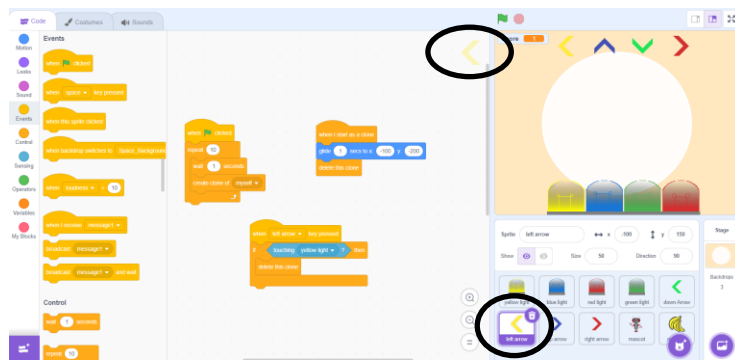 Code
Costumes
Sounds
Motion
Looks
Sound
Events
Control
Sensing
Operators
Variables
My Blocks
Events
when clicked
when space key pressed
when this sprite clicked
when backdrop switches to Space_Background
when loudness > 10
when I receive message1
broadcast message1
broadcast message1 and wait
Control
wait 1 seconds
repeat 10
when clicked
repeat 10
wait 1 seconds
create clone of myself
when I start as a clone
glide 1 secs to x: -100 y: -200
delete this clone
when left arrow key pressed
if touching yellow light ? then
delete this clone
score 1
Sprite left arrow x -100 y 150
Show Size 50 Direction 90
yellow light
blue light
red light
green light
down Arrow
left arrow
arrow
right arrow
mascot
Stage
Backdrops
3